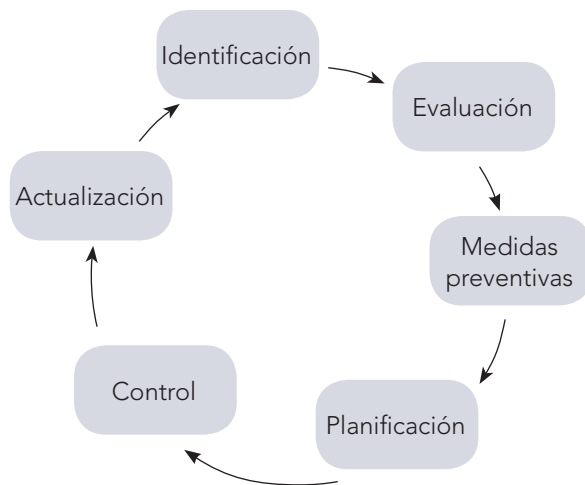 Identificación
Evaluación
Medidas
preventivas
Planificación
Control
Actualización